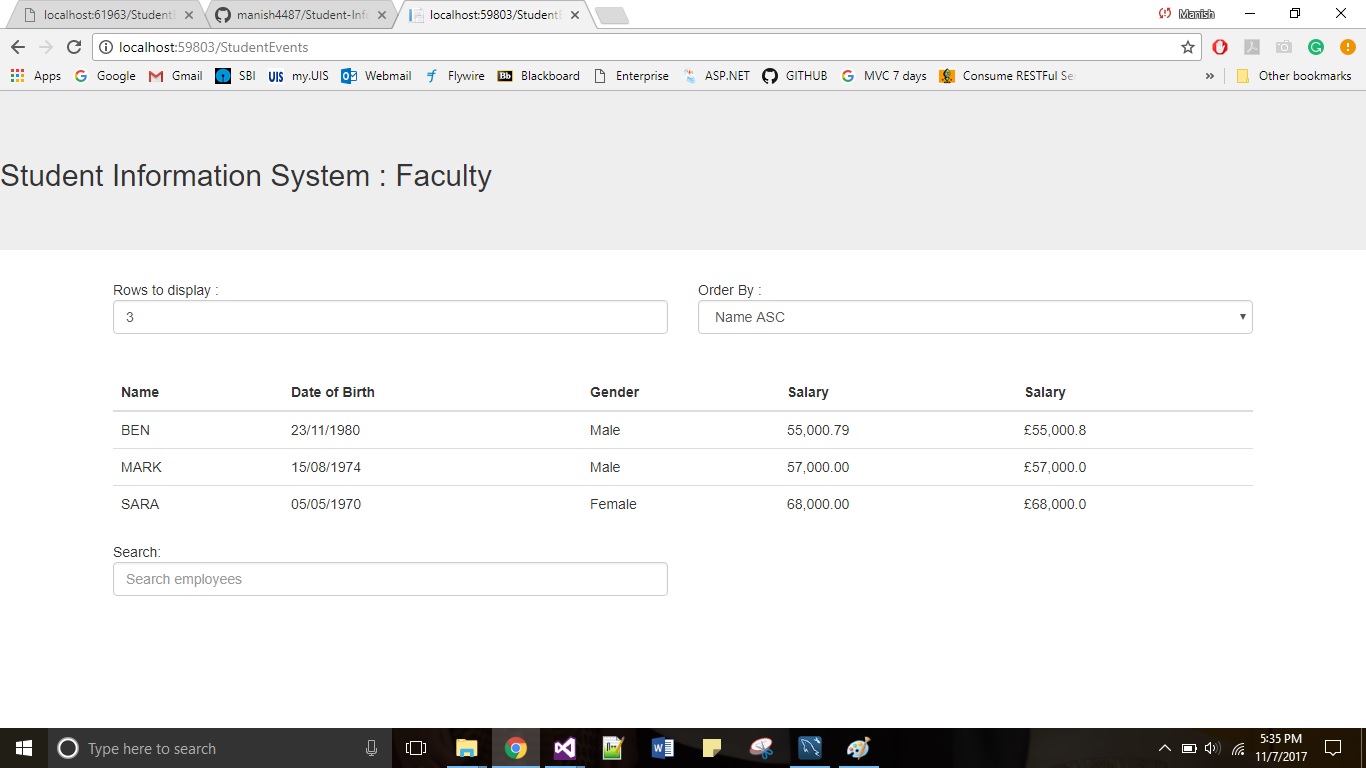 localhost:61963/Student
manish4487/Student-Inf
localhost:59803/Student
Manish
localhost:59803/StudentEvents
Apps Google Gmail SBI my.UIS Webmail Flywire Blackboard Enterprise ASP.NET GITHUB MVC 7 days Consume RESTFul Se » Other bookmarks
Student Information System : Faculty
Rows to display : Order By :
3 Name ASC
Name Date of Birth Gender Salary Salary
BEN 23/11/1980 Male 55,000.79 £55,000.8
MARK 15/08/1974 Male 57,000.00 £57,000.0
SARA 05/05/1970 Female 68,000.00 £68,000.0
Search:
Search employees
Type here to search
5:35 PM
11/7/2017